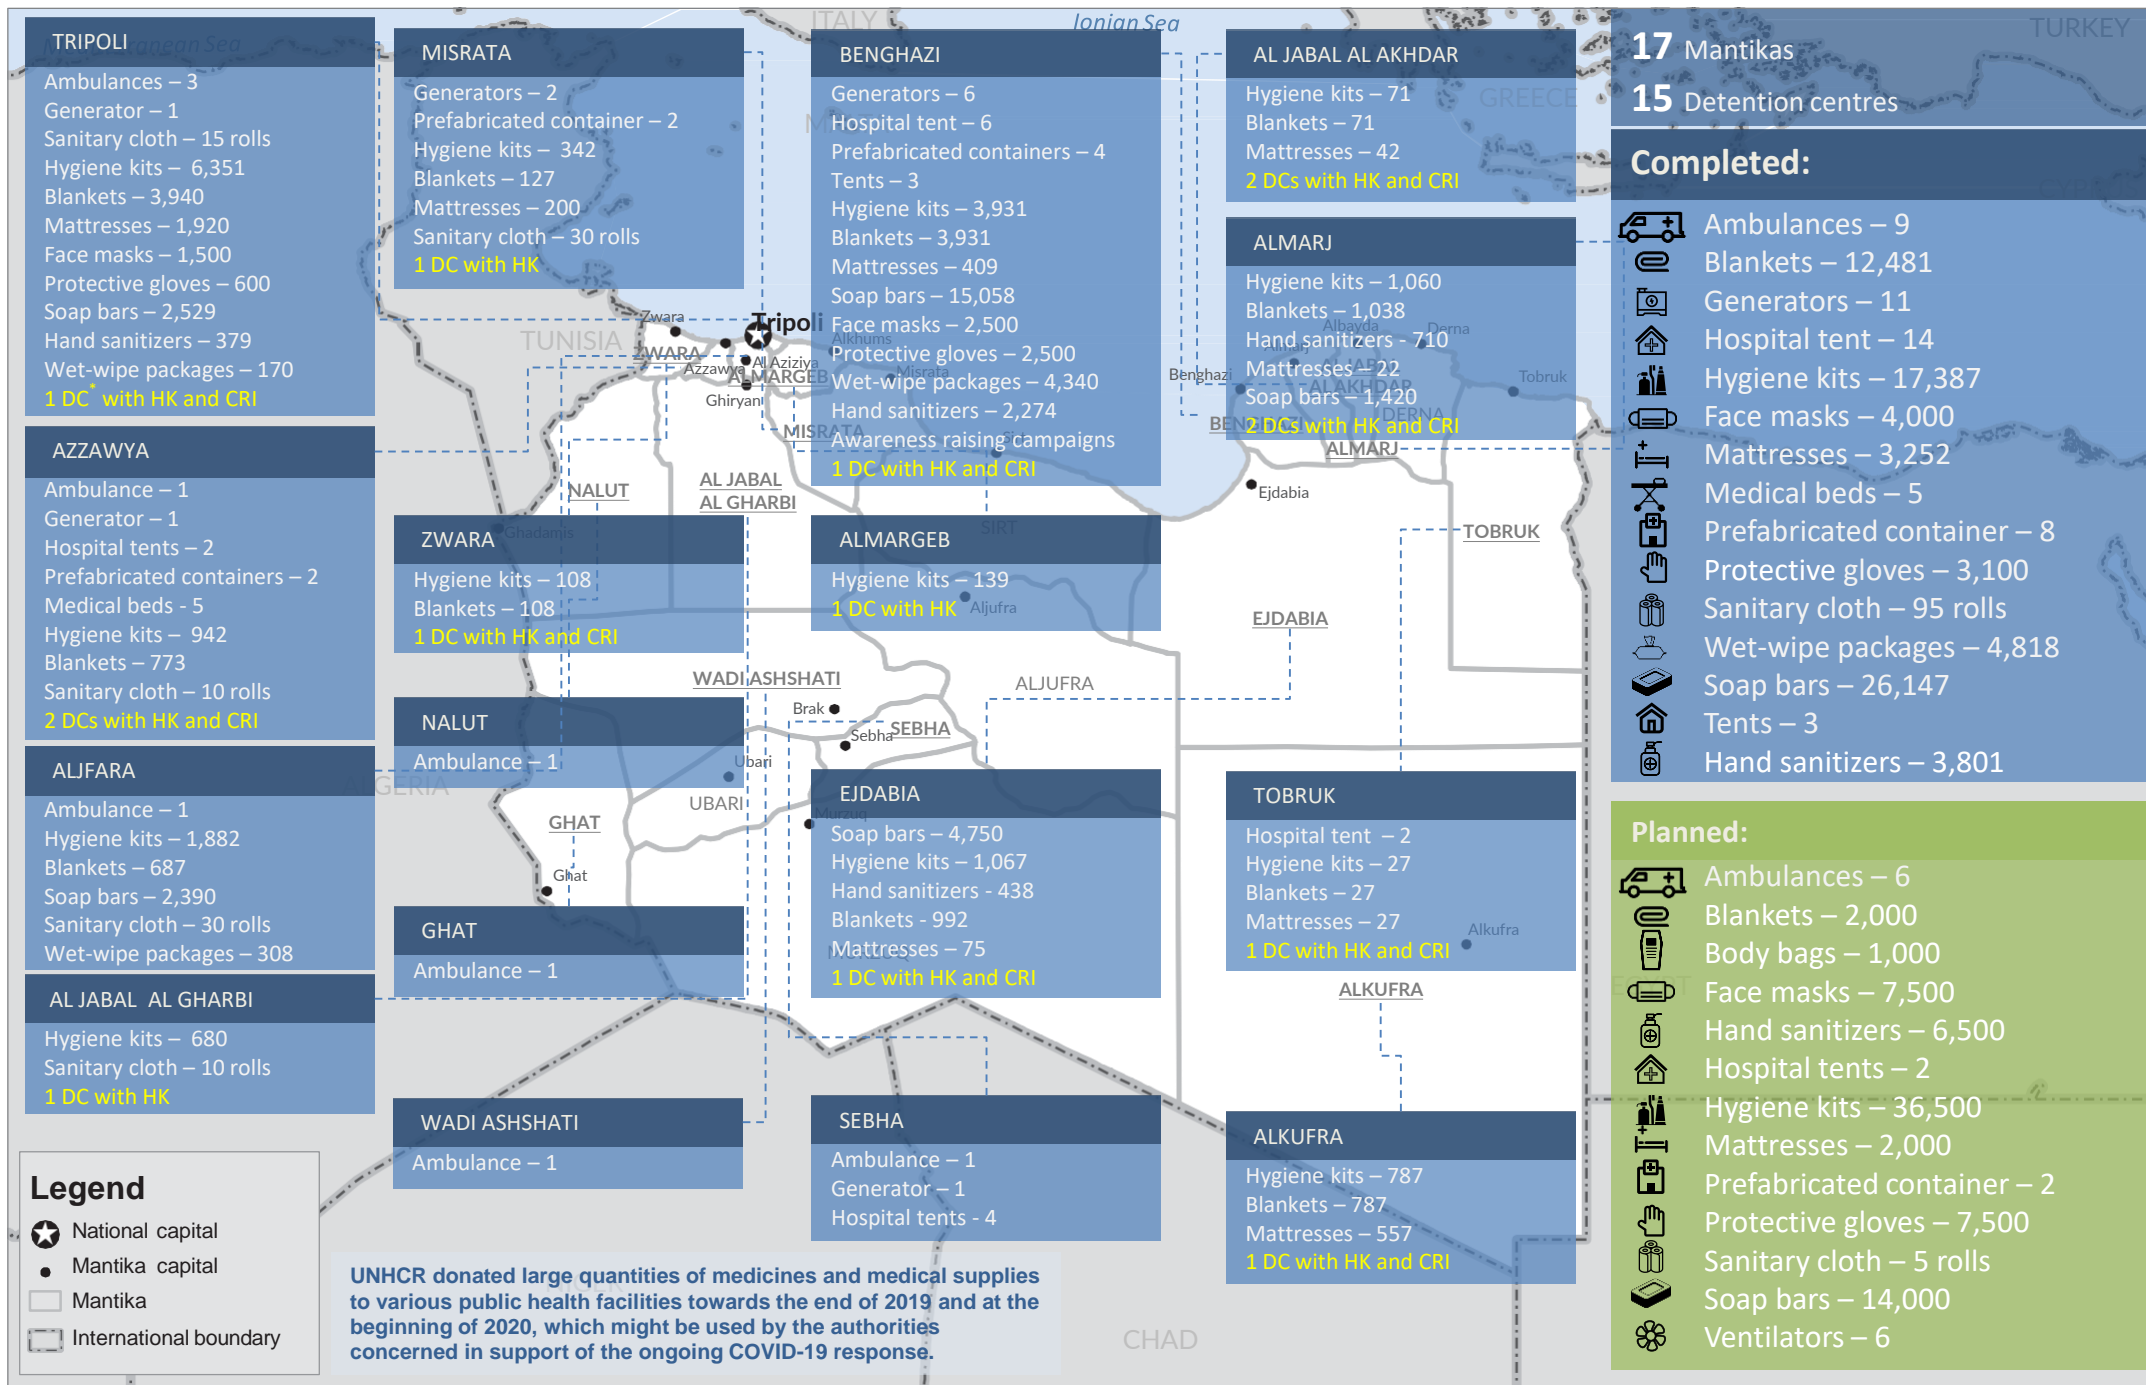 TRIPOLI
Ambulances – 3
Generator – 1
Sanitary cloth – 15 rolls
Hygiene kits – 6,351
Blankets – 3,940
Mattresses – 1,920
Face masks – 1,500
Protective gloves – 600
Soap bars – 2,529
Hand sanitizers – 379
Wet-wipe packages – 170
1 DC* with HK and CRI
AZZAWYA
Ambulance – 1
Generator – 1
Hospital tents – 2
Prefabricated containers – 2
Medical beds - 5
Hygiene kits – 942
Blankets – 773
Sanitary cloth – 10 rolls
2 DCs with HK and CRI
ALJFARA
Ambulance – 1
Hygiene kits – 1,882
Blankets – 687
Soap bars – 2,390
Sanitary cloth – 30 rolls
Wet-wipe packages – 308
AL JABAL AL GHARBI
Hygiene kits – 680
Sanitary cloth – 10 rolls
1 DC with HK
MISRATA
Generators – 2
Prefabricated container – 2
Hygiene kits – 342
Blankets – 127
Mattresses – 200
Sanitary cloth – 30 rolls
1 DC with HK
ZWARA
Hygiene kits – 108
Blankets – 108
1 DC with HK and CRI
NALUT
Ambulance – 1
GHAT
Ambulance – 1
WADI ASHSHATI
Ambulance – 1
BENGHAZI
Generators – 6
Hospital tent – 6
Prefabricated containers – 4
Tents – 3
Hygiene kits – 3,931
Blankets – 3,931
Mattresses – 409
Soap bars – 15,058
Face masks – 2,500
Protective gloves – 2,500
Wet-wipe packages – 4,340
Hand sanitizers – 2,274
Awareness raising campaigns
1 DC with HK and CRI
ALMARGEB
Hygiene kits – 139
1 DC with HK
EJDABIA
Soap bars – 4,750
Hygiene kits – 1,067
Hand sanitizers - 438
Blankets - 992
Mattresses – 75
1 DC with HK and CRI
SEBHA
Ambulance – 1
Generator – 1
Hospital tents - 4
AL JABAL AL AKHDAR
Hygiene kits – 71
Blankets – 71
Mattresses – 42
2 DCs with HK and CRI
ALMARJ
Hygiene kits – 1,060
Blankets – 1,038
Hand sanitizers - 710
Mattresses – 22
Soap bars – 1,420
2 DCs with HK and CRI
TOBRUK
Hospital tent – 2
Hygiene kits – 27
Blankets – 27
Mattresses – 27
1 DC with HK and CRI
ALKUFRA
Hygiene kits – 787
Blankets – 787
Mattresses – 557
1 DC with HK and CRI
17 Mantikas
15 Detention centres
Completed:
Ambulances – 9
Blankets – 12,481
Generators – 11
Hospital tent – 14
Hygiene kits – 17,387
Face masks – 4,000
Mattresses – 3,252
Medical beds – 5
Prefabricated container – 8
Protective gloves – 3,100
Sanitary cloth – 95 rolls
Wet-wipe packages – 4,818
Soap bars – 26,147
Tents – 3
Hand sanitizers – 3,801
Planned:
Ambulances – 6
Blankets – 2,000
Body bags – 1,000
Face masks – 7,500
Hand sanitizers – 6,500
Hospital tents – 2
Hygiene kits – 36,500
Mattresses – 2,000
Prefabricated container – 2
Protective gloves – 7,500
Sanitary cloth – 5 rolls
Soap bars – 14,000
Ventilators – 6
ITALY
Ionian Sea
TURKEY
GREECE
CYPRUS
TUNISIA
ALGERIA
NIGER
CHAD
Zwara
Tripoli
Alkhums
ZWARA
Azzawya
Al Aziziya
ALMARGEB
Misrata
Ghiryan
MISRATA
NALUT
AL JABAL
AL GHARBI
Ghadamis
SIRT
Aljufra
WADI ASHSHATI
ALJUFRA
Brak
Sebha
SEBHA
Ubari
UBARI
Murzuq
GHAT
Ghat
Albayda
Derna
Benghazi
AL JABAL
AL AKHDAR
DERNA
Tobruk
ALMARJ
Ejdabia
TOBRUK
EJDABIA
Alkufra
ALKUFRA
Legend
National capital
Mantika capital
Mantika
International boundary
UNHCR donated large quantities of medicines and medical supplies
to various public health facilities towards the end of 2019 and at the
beginning of 2020, which might be used by the authorities
concerned in support of the ongoing COVID-19 response.